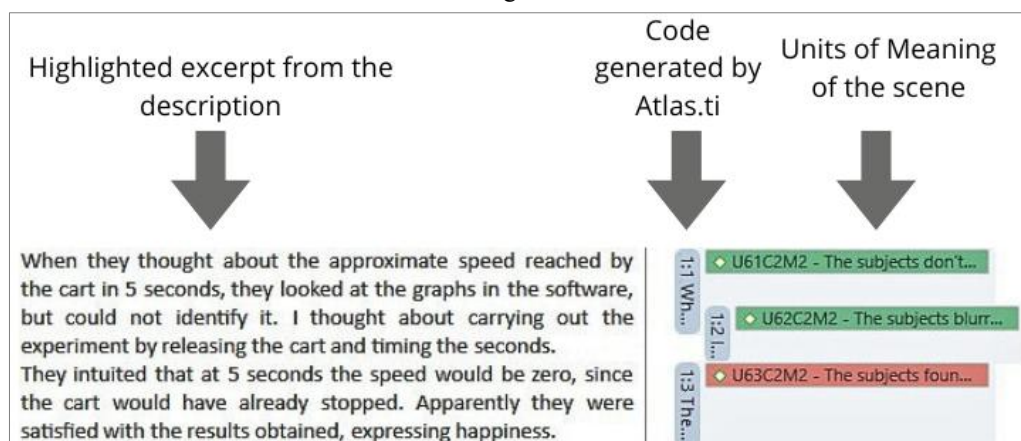 Highlighted excerpt from the
description
Code
generated by
Atlas.ti
Units of Meaning
of the scene
When they thought about the approximate speed reached by
the cart in 5 seconds, they looked at the graphs in the software,
but could not identify it. I thought about carrying out the
experiment by releasing the cart and timing the seconds.
They intuited that at 5 seconds the speed would be zero, since
the cart would have already stopped. Apparently they were
satisfied with the results obtained, expressing happiness.
1:1 Wh...
1:2 I...
1:3 The...
U61C2M2 - The subjects don't...
U62C2M2 - The subjects blurr...
U63C2M2 - The subjects foun...